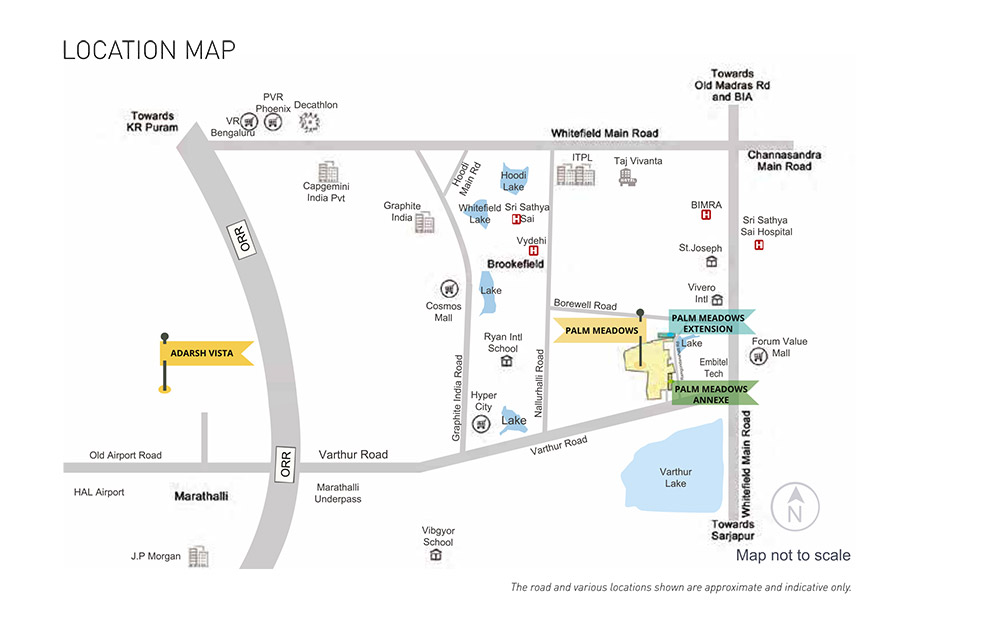 LOCATION MAP
Towards
Old Madras Rd
and BIA
PVR
Phoenix
Decathlon
Towards
KR Puram
VR
Bengaluru
Whitefield Main Road
Channasandra
Main Road
ITPL
Taj Vivanta
Capgemini
India Pvt
Hoodi
Main Rd
Hoodi
Lake
Graphite
India
Whitefield
Lake
Sri Sathya
Sai
H
BIMRA
H
Sri Sathya
Sai Hospital
H
ORR
Vydehi
H
Brookefield
St.Joseph
Lake
Cosmos
Mall
Vivero
Intl
Borewell Road
PALM MEADOWS
PALM MEADOWS
EXTENSION
Lake
Forum Value
Mall
Ryan Intl
School
ADARSH VISTA
Embitel
Tech
Graphite India Road
Nallurhalli Road
PALM MEADOWS
ANNEXE
Hyper
City
Lake
Varthur Road
Old Airport Road
ORR
Varthur Road
Whitefield Main Road
Varthur
Lake
HAL Airport
Marathalli
Marathalli
Underpass
N
Towards
Sarjapur
Vibgyor
School
J.P Morgan
Map not to scale
The road and various locations shown are approximate and indicative only.